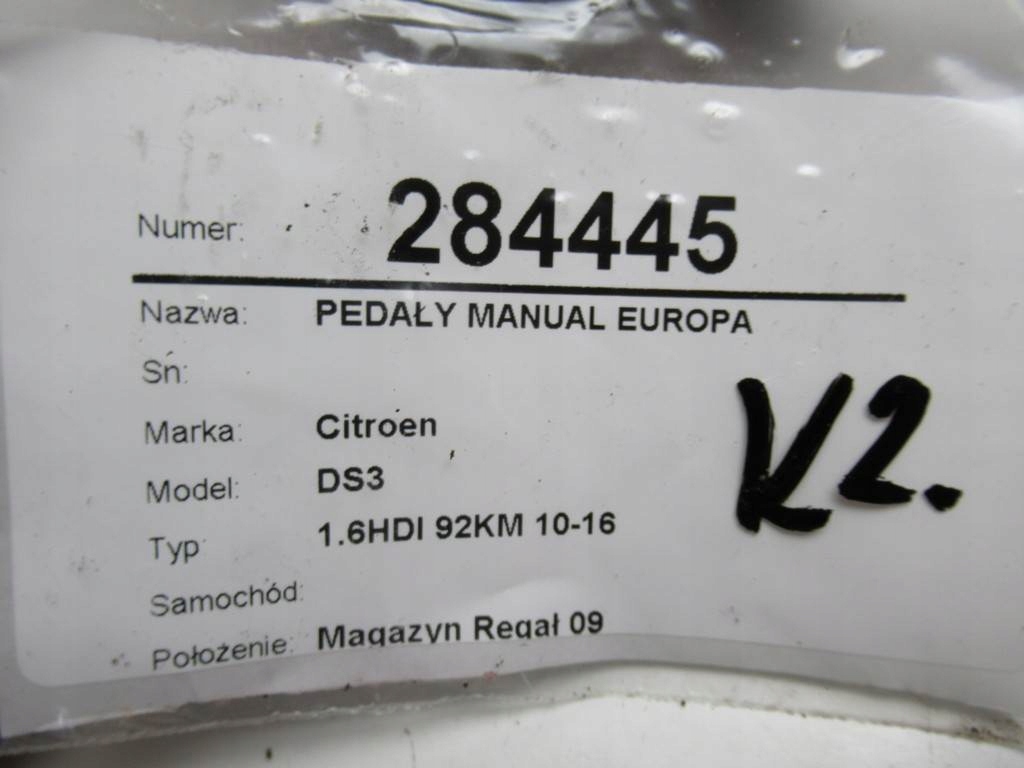 Numer: 284445
Nazwa: PEDAŁY MANUAL EUROPA
Sn:
Marka: Citroen
Model: DS3
Typ 1.6HDI 92KM 10-16
Samochód:
Położenie: Magazyn Regał 09
K2.